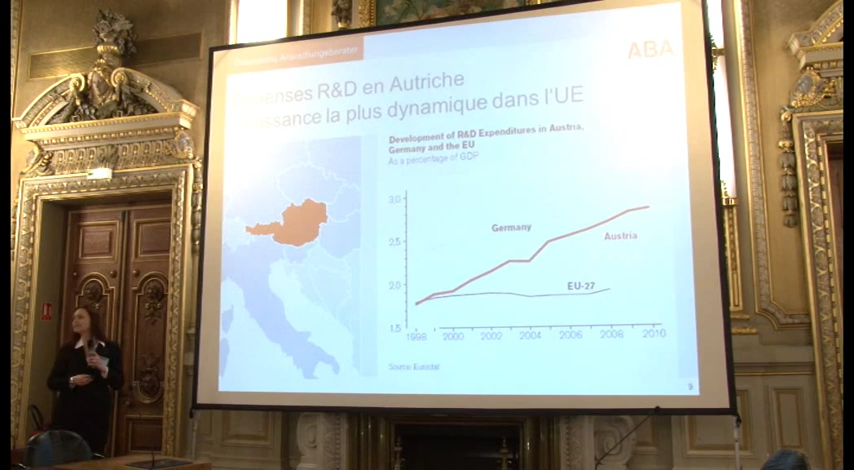 ABA
R&D en Autriche
la plus dynamique dans l'UE
Development of R&D Expenditures in Austria,
Germany and the EU
As a percentage of GDP
3,0
2,5
2,0
1,5
Germany
Austria
EU-27
1998 2000 2002 2004 2006 2008 2010
Source: Eurostat
9